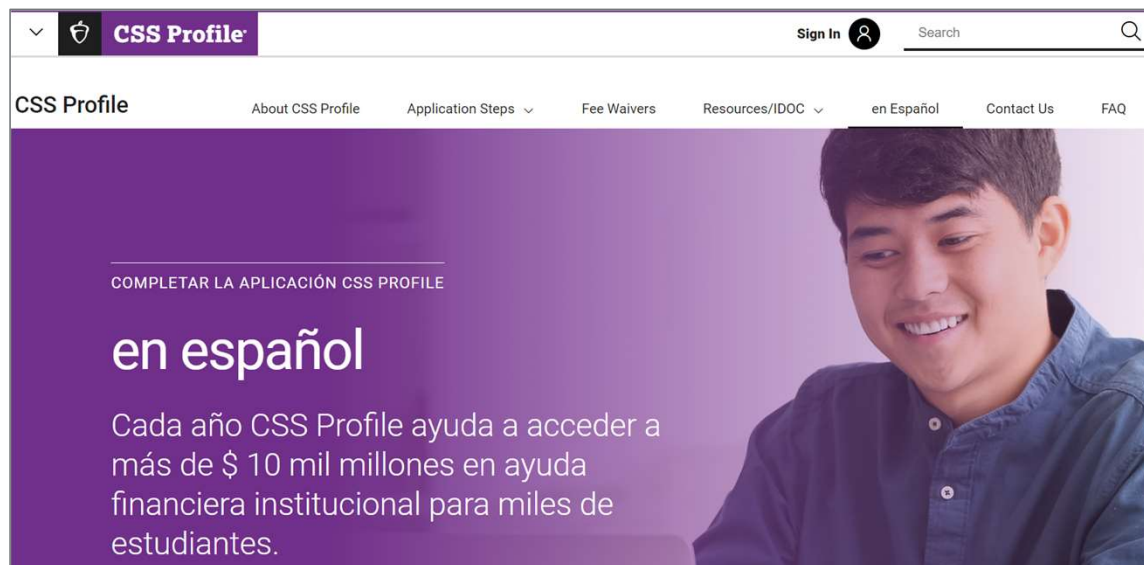 CSS Profile
Sign In
Search
CSS Profile
About CSS Profile
Application Steps
Fee Waivers
Resources/IDOC
en Español
Contact Us
FAQ
COMPLETAR LA APLICACIÓN CSS PROFILE
en español
Cada año CSS Profile ayuda a acceder a
más de $ 10 mil millones en ayuda
financiera institucional para miles de
estudiantes.